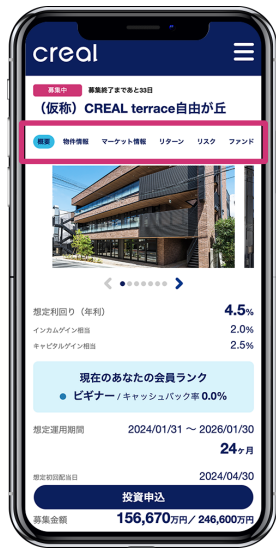 creal
募集中 募集終了まであと33日
（仮称）CREAL terrace自由が丘
概要 物件情報 マーケット情報 リターン リスク ファンド
想定利回り（年利） 4.5%
インカムゲイン相当 2.0%
キャピタルゲイン相当 2.5%
現在のあなたの会員ランク
ビギナー / キャッシュバック率 0.0%
想定運用期間 2024/01/31 ～ 2026/01/30
24ヶ月
想定初回配当日 2024/04/30
投資申込
募集金額 156,670万円／ 246,600万円